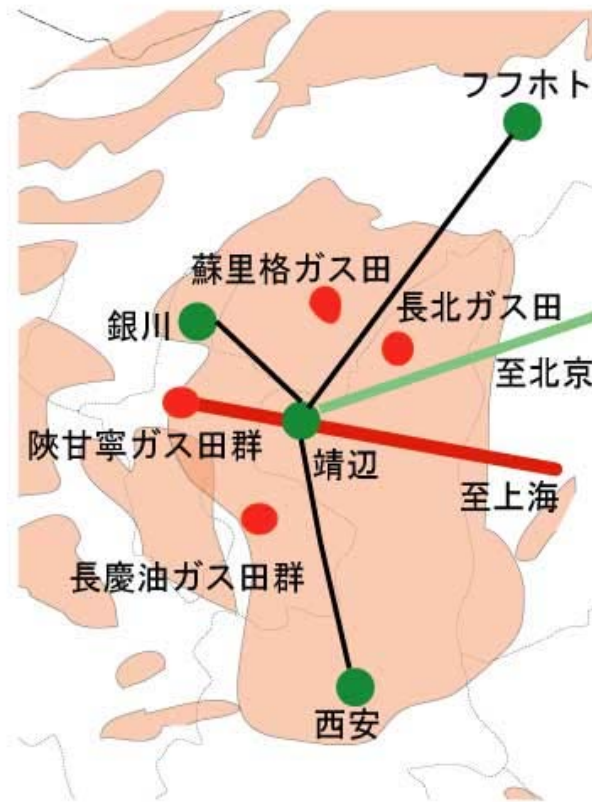 フフホト
蘇里格ガス田
長北ガス田
銀川
至北京
陜甘寧ガス田群
靖辺
至上海
長慶油ガス田群
西安